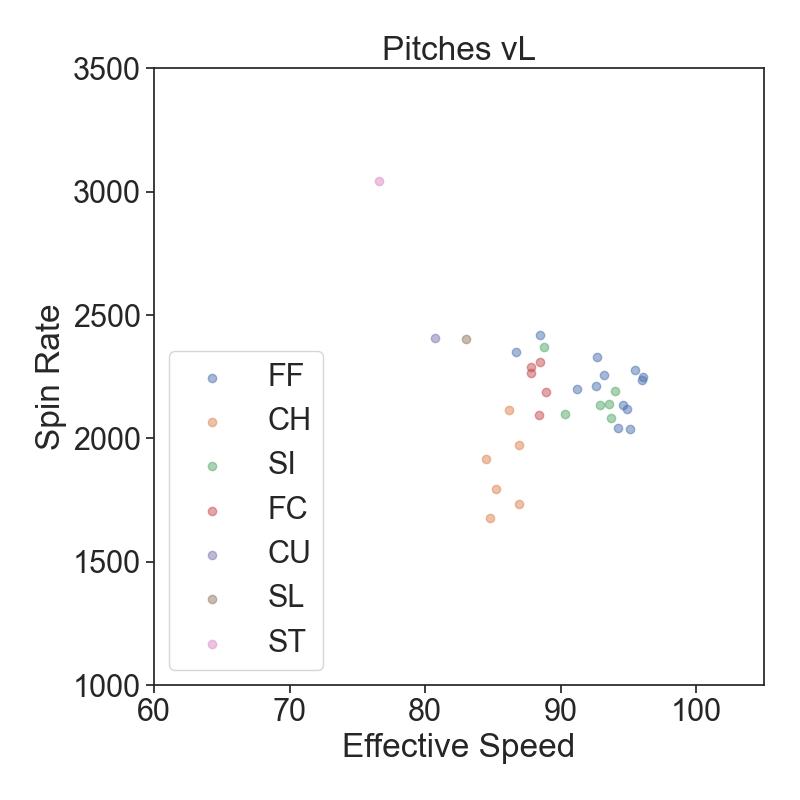 Pitches vL
3500
3000
2500
2000
1500
1000
Spin Rate
FF
CH
SI
FC
CU
SL
ST
60 70 80 90 100
Effective Speed